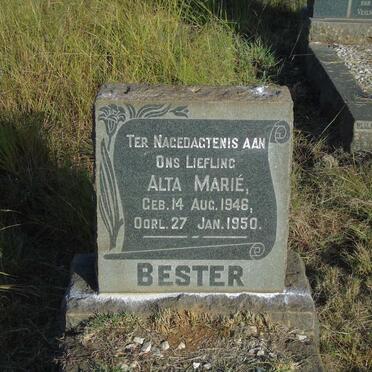 TER NAGEDAGTENIS AAN
ONS LIEFLING
ALTA MARIÉ,
GEB. 14 AUG. 1946,
OORL. 27 JAN. 1950.
BESTER